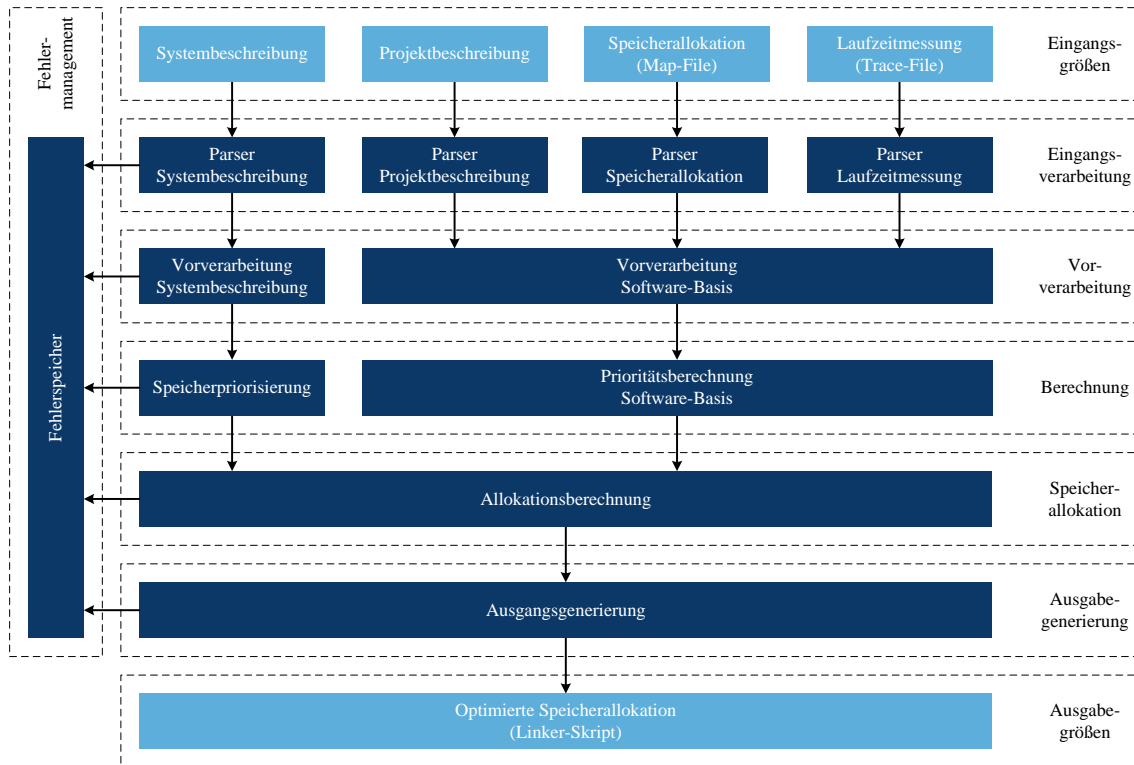 Fehler-
management
Fehlerspeicher
Systembeschreibung
Projektbeschreibung
Speicherallokation
(Map-File)
Laufzeitmessung
(Trace-File)
Eingangs-
größen
Parser
Systembeschreibung
Parser
Projektbeschreibung
Parser
Speicherallokation
Parser
Laufzeitmessung
Eingangs-
verarbeitung
Vorverarbeitung
Systembeschreibung
Vorverarbeitung
Software-Basis
Vor-
verarbeitung
Speicherpriorisierung
Prioritätsberechnung
Software-Basis
Berechnung
Allokationsberechnung
Speicher-
allokation
Ausgangsgenerierung
Ausgabe-
generierung
Optimierte Speicherallokation
(Linker-Skript)
Ausgabe-
größen